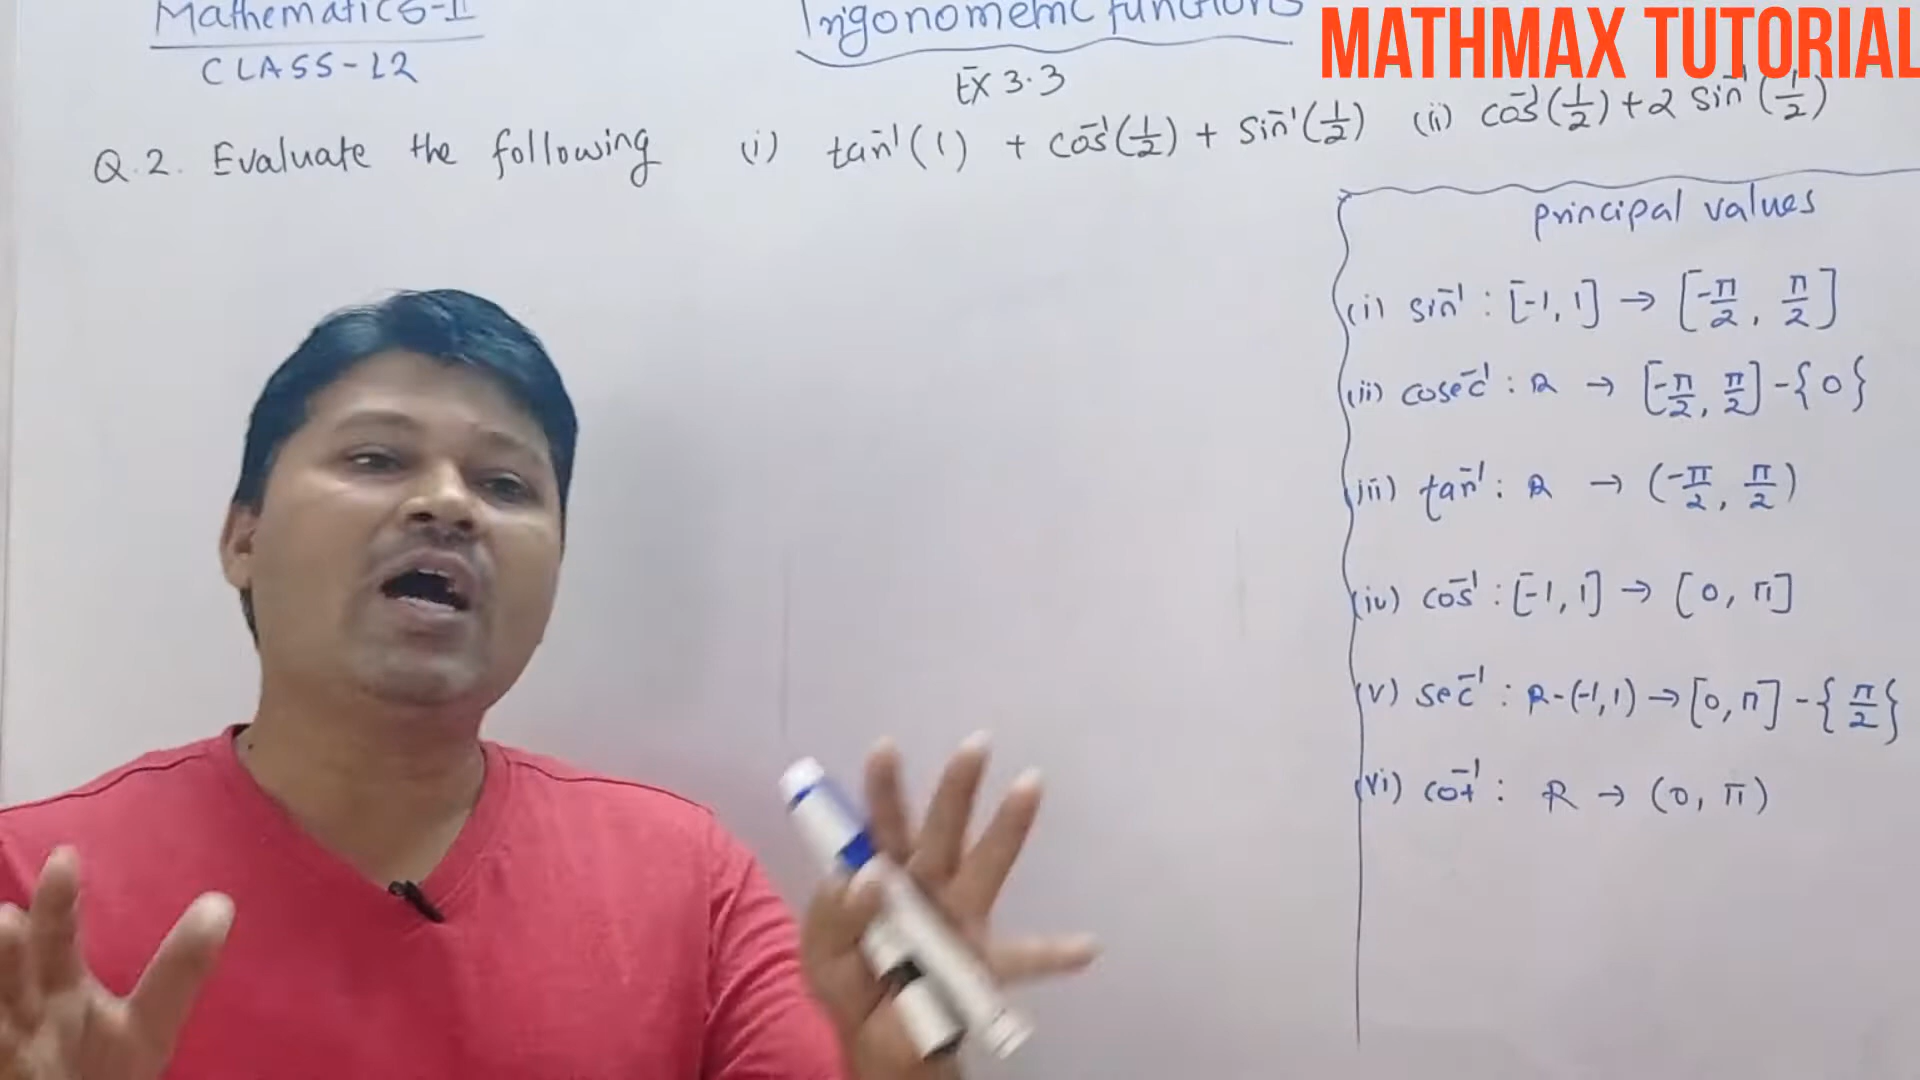 Mathematics-II
CLASS-12
Trigonometric functions
MATHMAX TUTORIAL
Ex 3.3
Q.2. Evaluate the following (i) tan⁻¹(1) + cos⁻¹(1/2) + sin⁻¹(1/2) (ii) cos⁻¹(1/2) + 2 sin⁻¹(1/2)
principal values
(i) sin⁻¹ : [-1, 1] → [-π/2, π/2]
(ii) cosec⁻¹ : R → [-π/2, π/2] - {0}
(iii) tan⁻¹ : R → (-π/2, π/2)
(iv) cos⁻¹ : [-1, 1] → [0, π]
(v) sec⁻¹ : R-(-1, 1) → [0, π] - {π/2}
(vi) cot⁻¹ : R → (0, π)